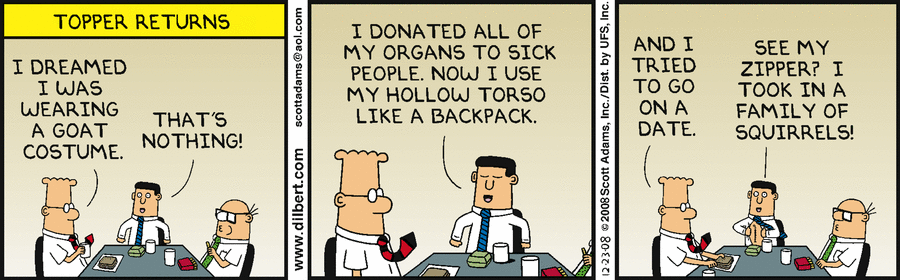 TOPPER RETURNS
I DREAMED
I WAS
WEARING
A GOAT
COSTUME.
THAT'S
NOTHING!
www.dilbert.com
scottadams@aol.com
I DONATED ALL OF
MY ORGANS TO SICK
PEOPLE. NOW I USE
MY HOLLOW TORSO
LIKE A BACKPACK.
12-23-08 ©2008 Scott Adams, Inc./Dist. by UFS, Inc.
AND I
TRIED
TO GO
ON A
DATE.
SEE MY
ZIPPER? I
TOOK IN A
FAMILY OF
SQUIRRELS!